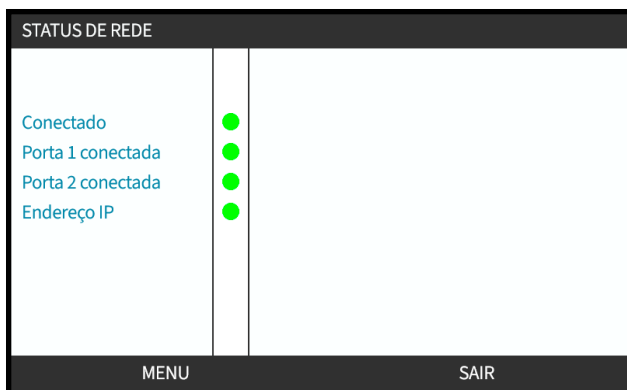 STATUS DE REDE
Conectado
Porta 1 conectada
Porta 2 conectada
Endereço IP
MENU
SAIR